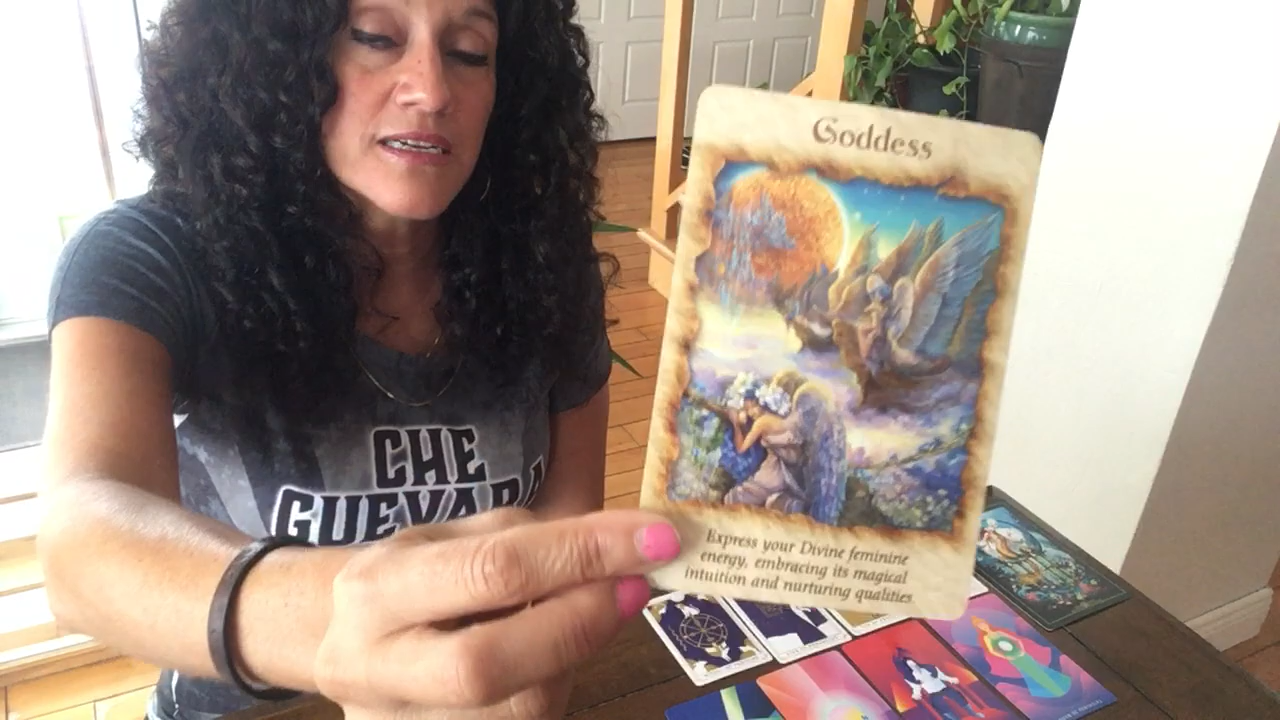 Goddess
Express your Divine feminine
energy, embracing its magical
intuition and nurturing qualities.
CHE
GUEVARA